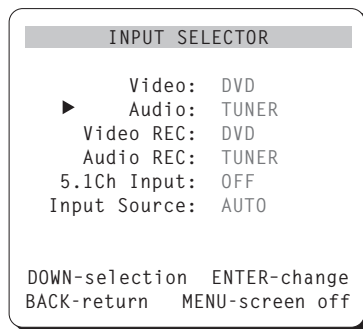 INPUT SELECTOR
Video: DVD
Audio: TUNER
Video REC: DVD
Audio REC: TUNER
5.1Ch Input: OFF
Input Source: AUTO
DOWN-selection ENTER-change
BACK-return MENU-screen off